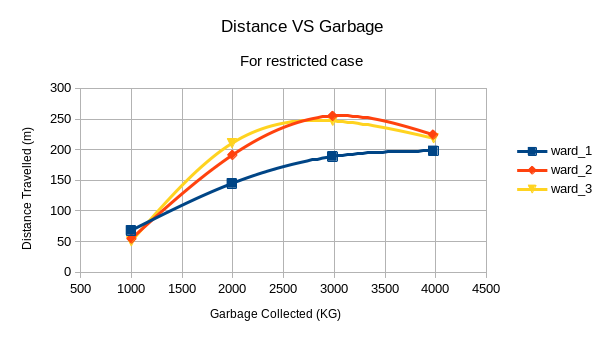 Distance VS Garbage
For restricted case
Distance Travelled (m)
300
250
200
150
100
50
0
500 1000 1500 2000 2500 3000 3500 4000 4500
Garbage Collected (KG)
ward_1
ward_2
ward_3